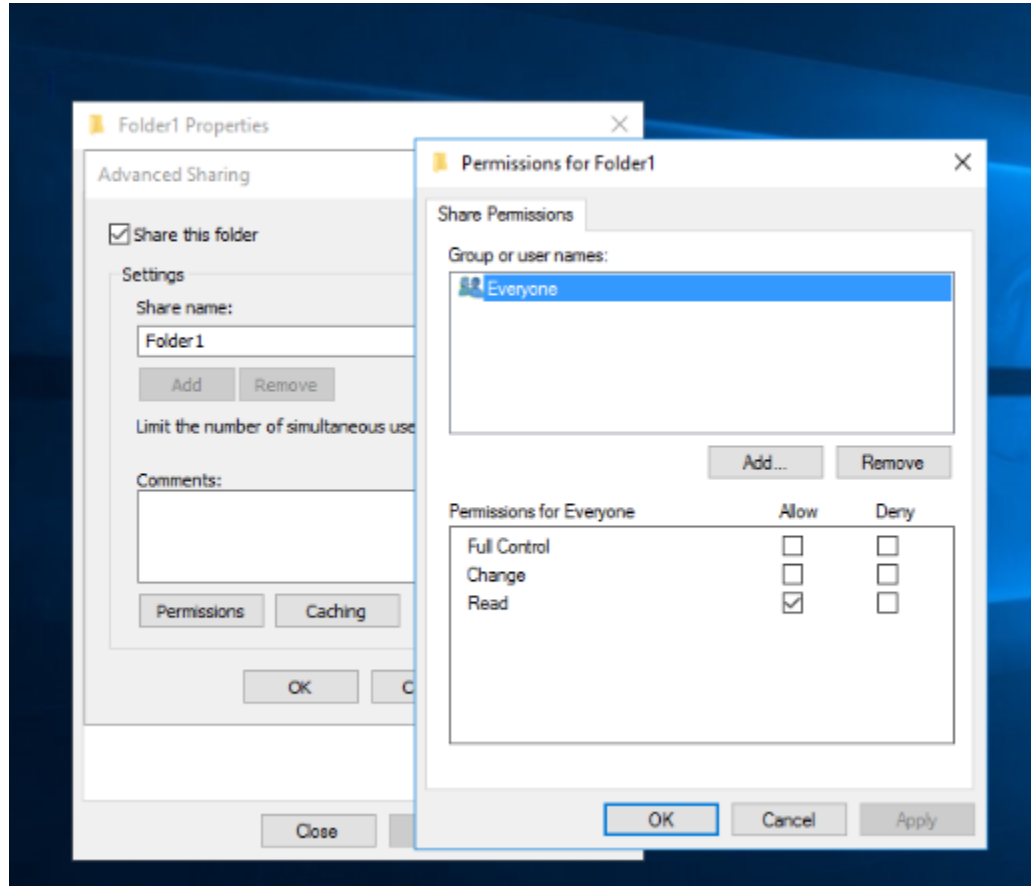 Folder1 Properties
Advanced Sharing
Share this folder
Settings
Share name:
Folder1
Add Remove
Limit the number of simultaneous use
Comments:
Permissions Caching
OK C
Close
Permissions for Folder1
Share Permissions
Group or user names:
Everyone
Add... Remove
Permissions for Everyone Allow Deny
Full Control
Change
Read
OK Cancel Apply